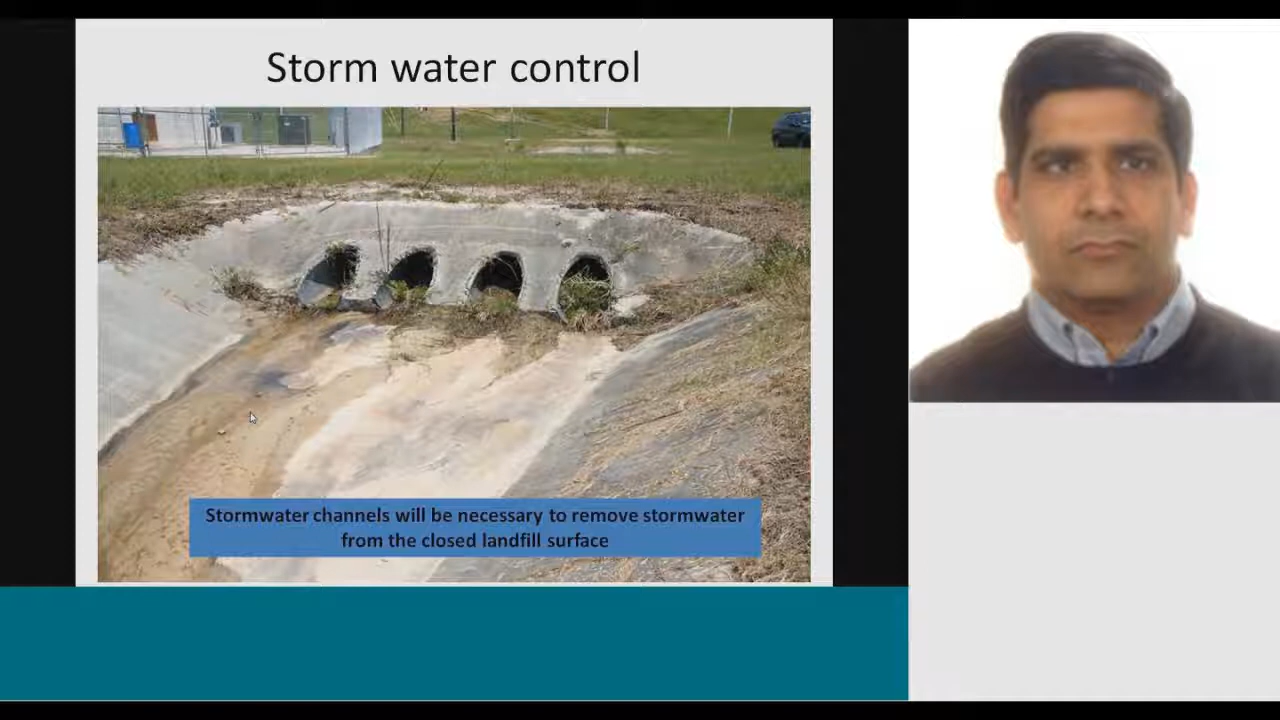 Storm water control
Stormwater channels will be necessary to remove stormwater
from the closed landfill surface